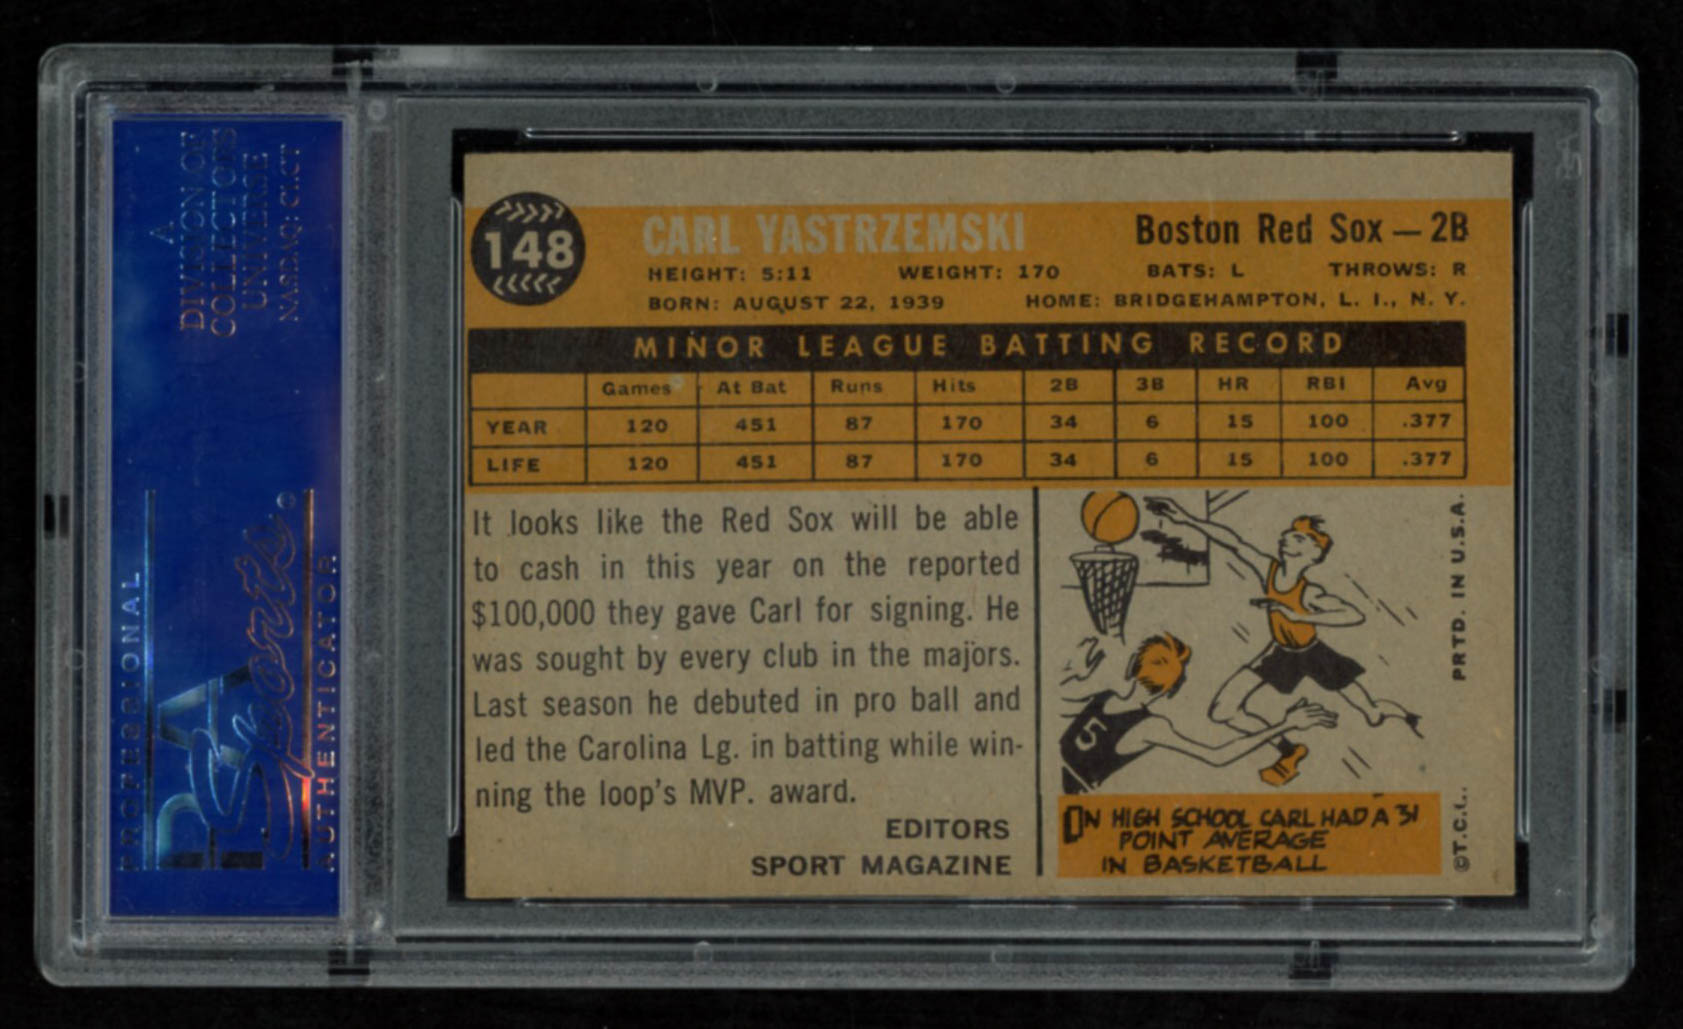 A
DIVISION OF
COLLECTORS
UNIVERSE
NASDAQ: CLCT
PROFESSIONAL
PSA
Sports
AUTHENTICATOR
148
CARL YASTRZEMSKI
Boston Red Sox — 2B
HEIGHT: 5:11 WEIGHT: 170 BATS: L THROWS: R
BORN: AUGUST 22, 1939 HOME: BRIDGEHAMPTON, L. I., N. Y.
MINOR LEAGUE BATTING RECORD
Games At Bat Runs Hits 2B 3B HR RBI Avg
YEAR 120 451 87 170 34 6 15 100 .377
LIFE 120 451 87 170 34 6 15 100 .377
It looks like the Red Sox will be able
to cash in this year on the reported
$100,000 they gave Carl for signing. He
was sought by every club in the majors.
Last season he debuted in pro ball and
led the Carolina Lg. in batting while win-
ning the loop's MVP. award.
EDITORS
SPORT MAGAZINE
5
IN HIGH SCHOOL CARL HAD A 31
POINT AVERAGE
IN BASKETBALL
©T.C.G. PRTD. IN U.S.A.